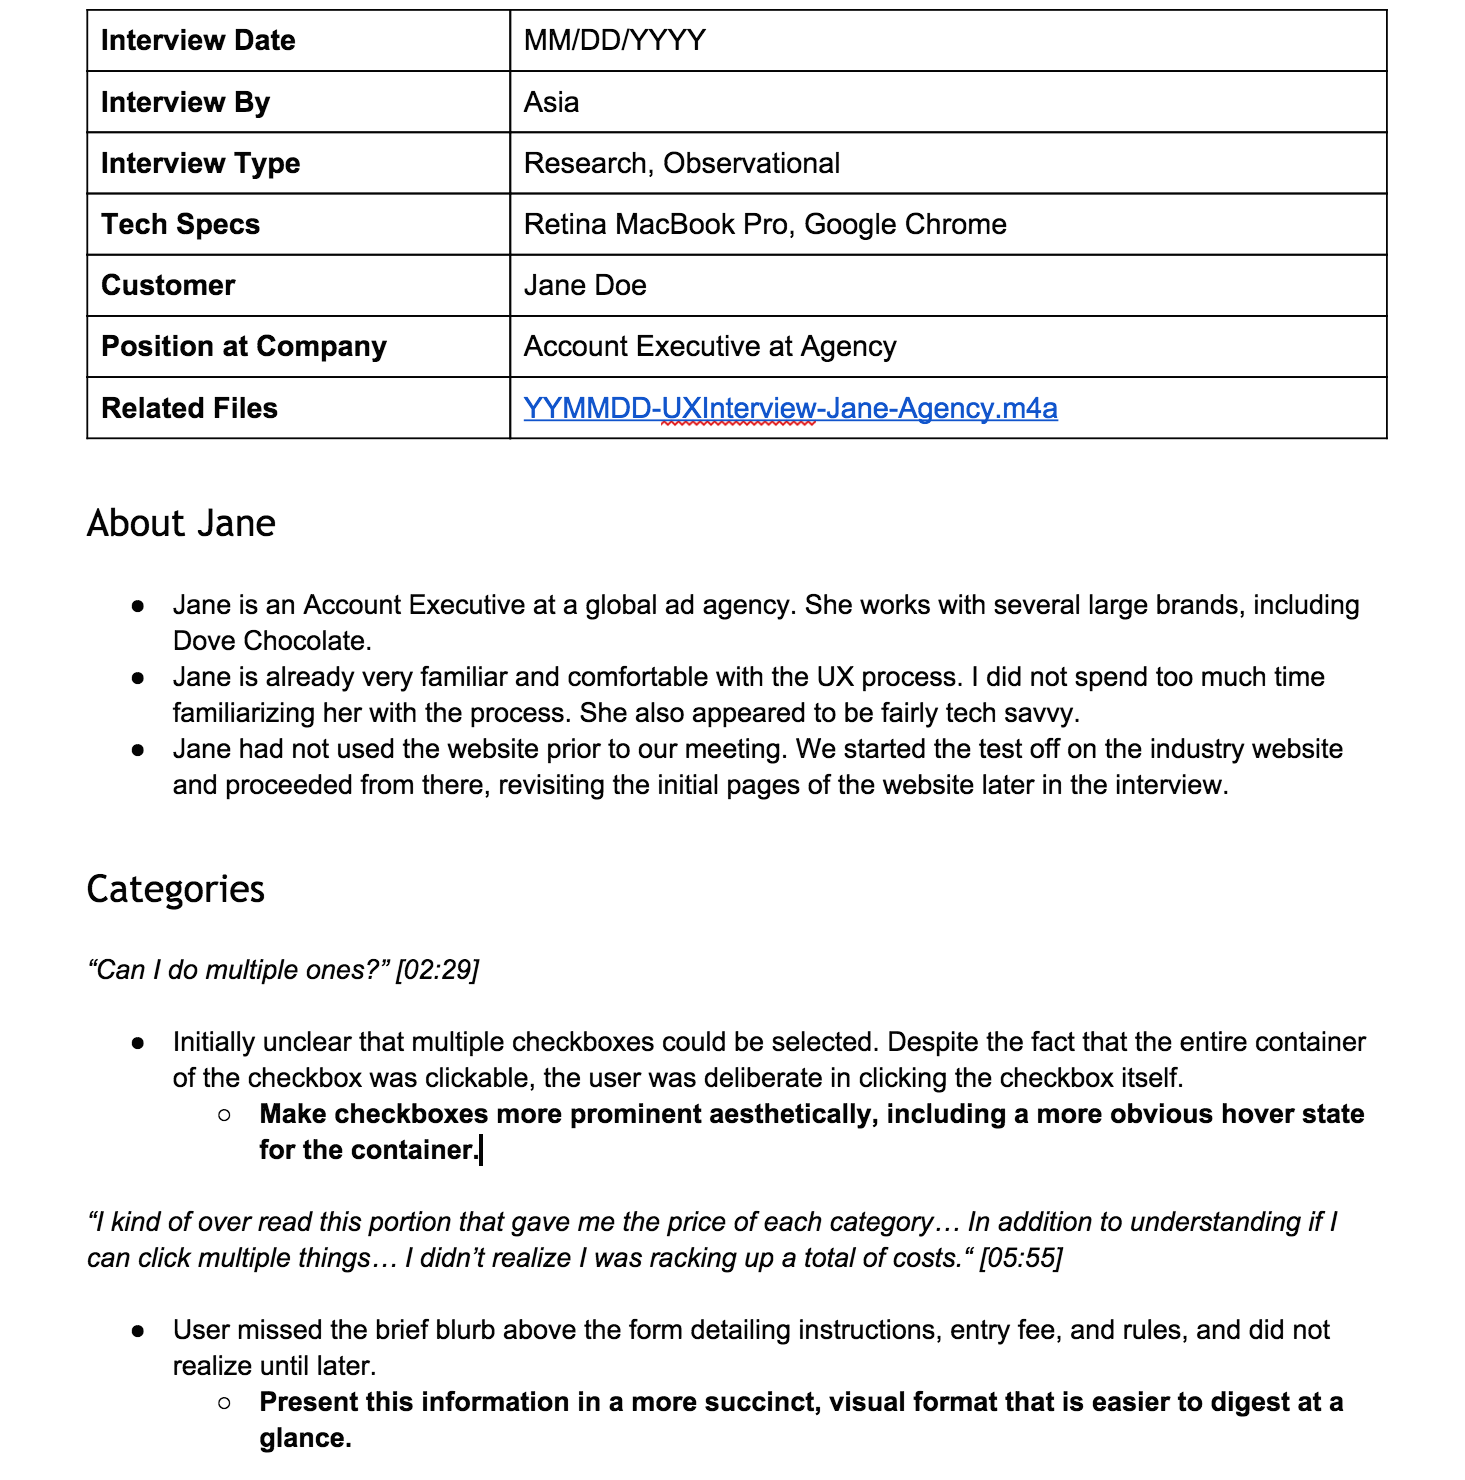 Interview Date MM/DD/YYYY
Interview By Asia
Interview Type Research, Observational
Tech Specs Retina MacBook Pro, Google Chrome
Customer Jane Doe
Position at Company Account Executive at Agency
Related Files YYMMDD-UXInterview-Jane-Agency.m4a
About Jane
● Jane is an Account Executive at a global ad agency. She works with several large brands, including
Dove Chocolate.
● Jane is already very familiar and comfortable with the UX process. I did not spend too much time
familiarizing her with the process. She also appeared to be fairly tech savvy.
● Jane had not used the website prior to our meeting. We started the test off on the industry website
and proceeded from there, revisiting the initial pages of the website later in the interview.
Categories
“Can I do multiple ones?” [02:29]
● Initially unclear that multiple checkboxes could be selected. Despite the fact that the entire container
of the checkbox was clickable, the user was deliberate in clicking the checkbox itself.
○ Make checkboxes more prominent aesthetically, including a more obvious hover state
for the container.
“I kind of over read this portion that gave me the price of each category… In addition to understanding if I
can click multiple things… I didn’t realize I was racking up a total of costs.“ [05:55]
● User missed the brief blurb above the form detailing instructions, entry fee, and rules, and did not
realize until later.
○ Present this information in a more succinct, visual format that is easier to digest at a
glance.